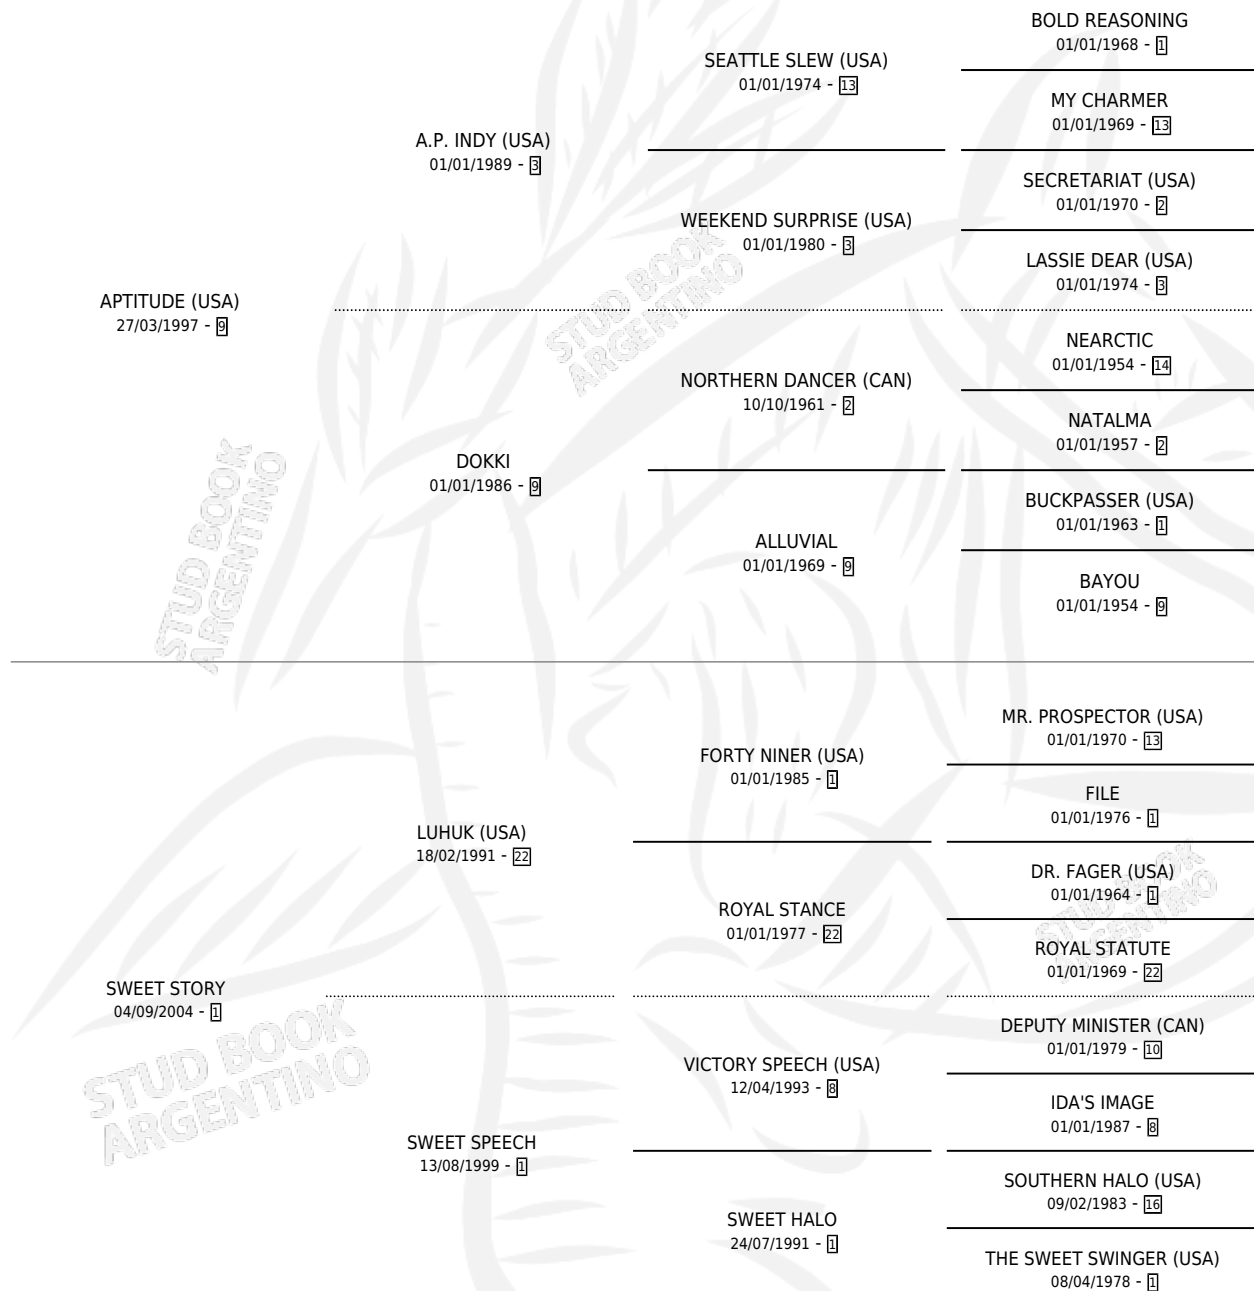 BOLD REASONING
01/01/1968 - 1
SEATTLE SLEW (USA)
01/01/1974 - 13
MY CHARMER
01/01/1969 - 13
A.P. INDY (USA)
01/01/1989 - 3
SECRETARIAT (USA)
01/01/1970 - 2
WEEKEND SURPRISE (USA)
01/01/1980 - 3
LASSIE DEAR (USA)
01/01/1974 - 3
APTITUDE (USA)
27/03/1997 - 9
NEARCTIC
01/01/1954 - 14
NORTHERN DANCER (CAN)
10/10/1961 - 2
NATALMA
01/01/1957 - 2
DOKKI
01/01/1986 - 9
BUCKPASSER (USA)
01/01/1963 - 1
ALLUVIAL
01/01/1969 - 9
BAYOU
01/01/1954 - 9
MR. PROSPECTOR (USA)
01/01/1970 - 13
FORTY NINER (USA)
01/01/1985 - 1
FILE
01/01/1976 - 1
LUHUK (USA)
18/02/1991 - 22
DR. FAGER (USA)
01/01/1964 - 1
ROYAL STANCE
01/01/1977 - 22
ROYAL STATUTE
01/01/1969 - 22
SWEET STORY
04/09/2004 - 1
DEPUTY MINISTER (CAN)
01/01/1979 - 10
VICTORY SPEECH (USA)
12/04/1993 - 8
IDA'S IMAGE
01/01/1987 - 8
SWEET SPEECH
13/08/1999 - 1
SOUTHERN HALO (USA)
09/02/1983 - 16
SWEET HALO
24/07/1991 - 1
THE SWEET SWINGER (USA)
08/04/1978 - 1
STUD BOOK
ARGENTINO
STUD BOOK
ARGENTINO
STUD BOOK
ARGENTINO
STUD BOOK
ARGENTINO